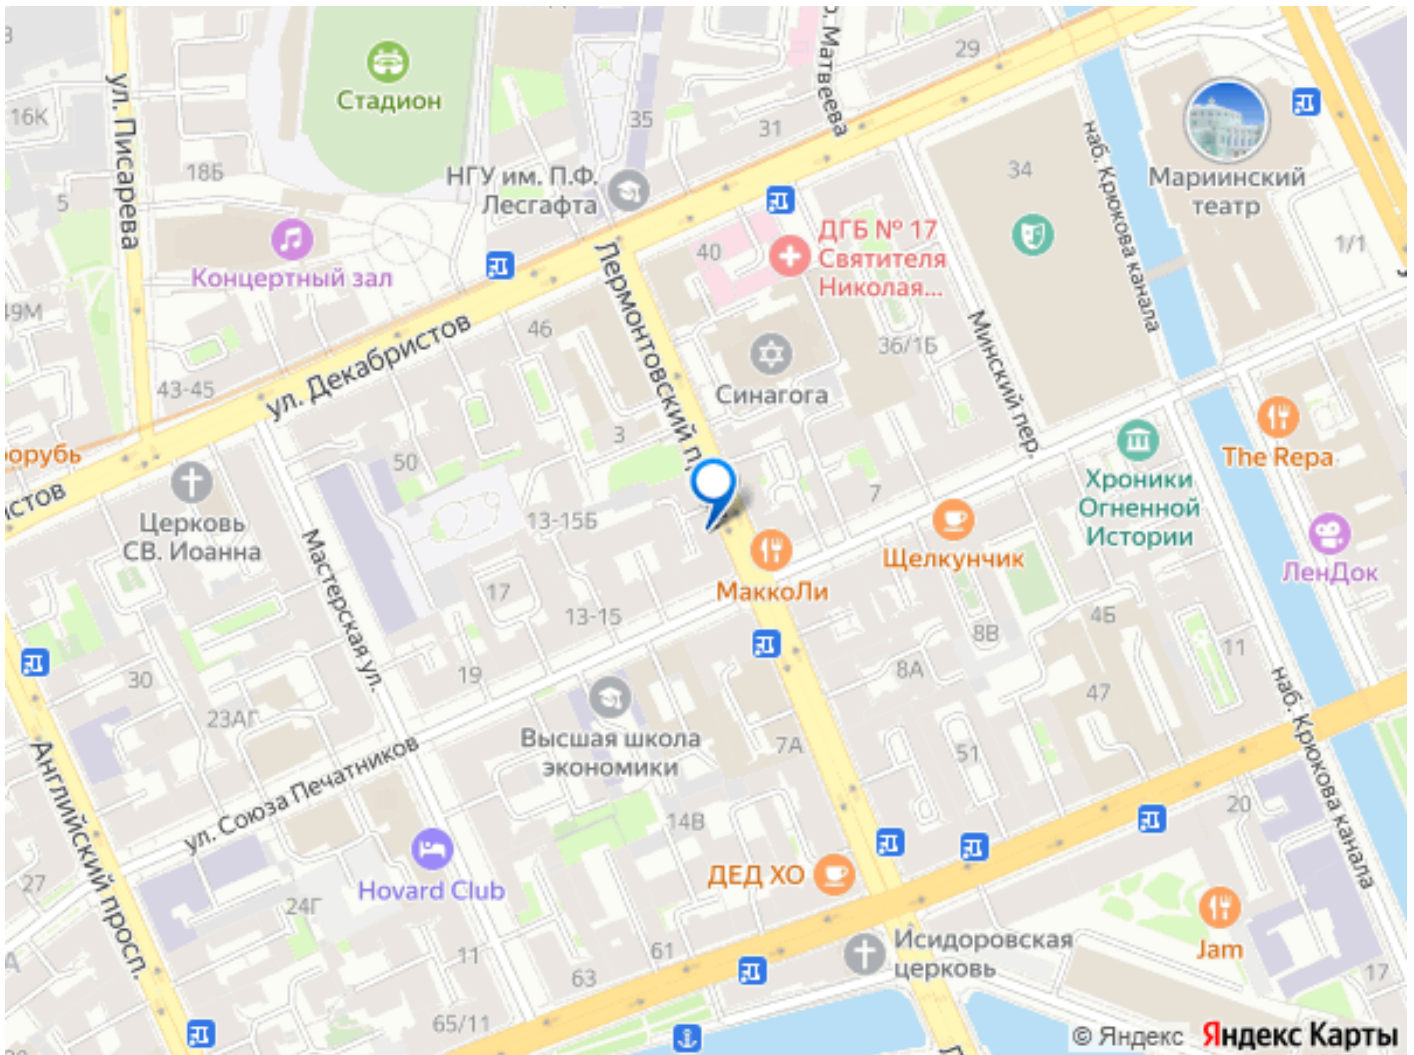 Стадион
16К
18Б
5
ул. Писарева
НГУ им. П.Ф.
Лесгафта
35
31
29
р. Матвеева
34
наб. Крюкова канала
Мариинский
театр
1/1
Концертный зал
40
ДГБ № 17
Святителя
Николая...
49М
46
43-45
ул. Декабристов
Лермонтовский п
Синагога
36/1Б
Минский пер.
3
50
орубь
истов
Церковь
СВ. Иоанна
13-15Б
7
Щелкунчик
МаккоЛи
Хроники
Огненной
Истории
The Repa
ЛенДок
Мастерская ул.
17
13-15
19
30
23АГ
8В
4Б
8А
47
11
Высшая школа
экономики
7А
51
20
наб. Крюкова канала
Английский просп.
ул. Союза Печатников
Hovard Club
14В
ДЕД ХО
27
24Г
11
61
63
65/11
Исидоровская
церковь
Jam
17
© Яндекс Яндекс Карты